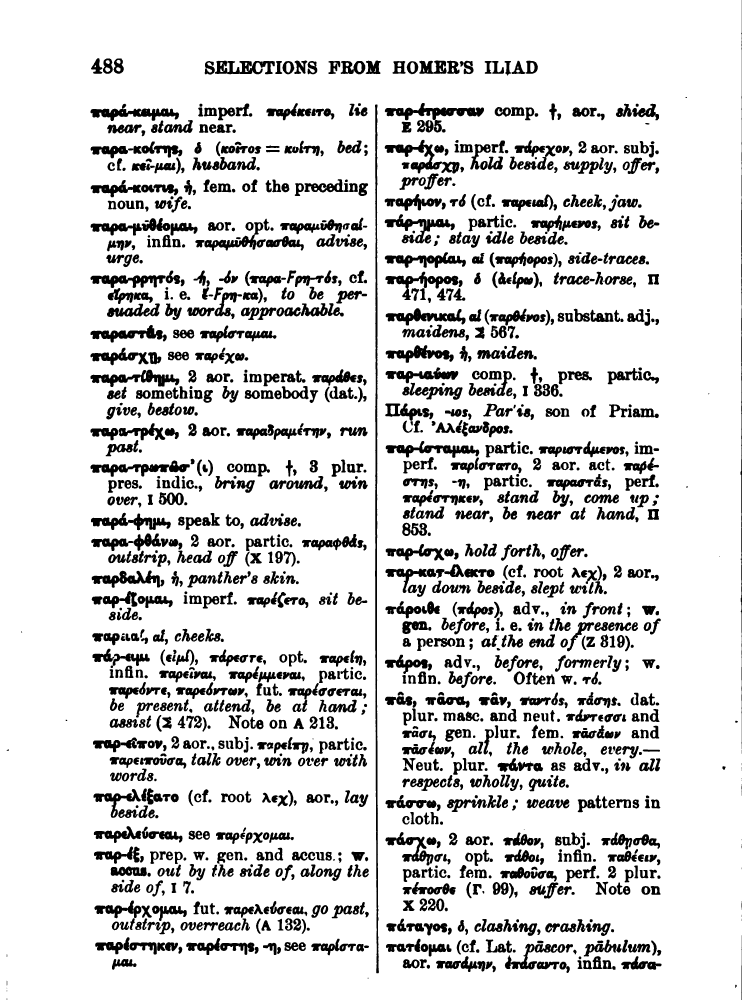 488 SELECTIONS FROM HOMER'S ILIAD
παρά-κειμαι, imperf. παρέκειτο, lie
near, stand near.
παρα-κοίτης, ὁ (κοῖτος = κοίτη, bed;
cf. κεῖ-μαι), husband.
παρά-κοιτις, ἡ, fem. of the preceding
noun, wife.
παρα-μῡθέομαι, aor. opt. παραμῡθησαί-
μην, infin. παραμῡθήσασθαι, advise,
urge.
παρα-ρρητός, -ή, -όν (παρα-Fρη-τός, cf.
εἴρηκα, i. e. ἐ-Fρη-κα), to be per-
suaded by words, approachable.
παραστάς, see παρίσταμαι.
παράσχῃ, see παρέχω.
παρα-τίθημι, 2 aor. imperat. παράθες,
set something by somebody (dat.),
give, bestow.
παρα-τρέχω, 2 aor. παραδραμέτην, run
past.
παρα-τρωπῶσ'(ι) comp. †, 3 plur.
pres. indic., bring around, win
over, Ι 500.
παρά-φημι, speak to, advise.
παρα-φθάνω, 2 aor. partic. παραφθάς,
outstrip, head off (Χ 197).
παρδαλέη, ἡ, panther's skin.
παρ-έζομαι, imperf. παρέζετο, sit be-
side.
παρειαί, αἱ, cheeks.
πάρ-ειμι (εἰμί), πάρεστε, opt. παρείη,
infin. παρεῖναι, παρέμμεναι, partic.
παρεόντε, παρεόντων, fut. παρέσσεται,
be present, attend, be at hand;
assist (Σ 472). Note on Α 213.
παρ-εῖπον, 2 aor., subj. παρείπῃ, partic.
παρειποῦσα, talk over, win over with
words.
παρ-ελέξατο (cf. root λεχ), aor., lay
beside.
παρελεύσεαι, see παρέρχομαι.
παρ-έξ, prep. w. gen. and accus.; w.
accus. out by the side of, along the
side of, Ι 7.
παρ-έρχομαι, fut. παρελεύσεαι, go past,
outstrip, overreach (Α 132).
παρέστηκεν, παρέστης, -η, see παρίστα-
μαι.
παρ-έτρεσσαν comp. †, aor., shied,
Ε 295.
παρ-έχω, imperf. πάρεχον, 2 aor. subj.
παράσχῃ, hold beside, supply, offer,
proffer.
παρήιον, τό (cf. παρειαί), cheek, jaw.
πάρ-ημαι, partic. παρήμενος, sit be-
side; stay idle beside.
παρ-ηορίαι, αἱ (παρήορος), side-traces.
παρ-ήορος, ὁ (ἀείρω), trace-horse, Π
471, 474.
παρθενικαί, αἱ (παρθένος), substant. adj.,
maidens, Σ 567.
παρθένος, ἡ, maiden.
παρ-ιαύων comp. †, pres. partic.,
sleeping beside, Ι 336.
Πάρις, -ιος, Par'is, son of Priam.
Cf. Ἀλέξανδρος.
παρ-ίσταμαι, partic. παριστάμενος, im-
perf. παρίστατο, 2 aor. act. παρέ-
στης, -η, partic. παραστάς, perf.
παρέστηκεν, stand by, come up;
stand near, be near at hand, Π
853.
παρ-ίσχω, hold forth, offer.
παρ-κατ-έλεκτο (cf. root λεχ), 2 aor.,
lay down beside, slept with.
πάροιθε (πάρος), adv., in front; w.
gen. before, i. e. in the presence of
a person; at the end of (Ζ 319).
πάρος, adv., before, formerly; w.
infin. before. Often w. τό.
πᾶς, πᾶσα, πᾶν, παντός, πάσης. dat.
plur. masc. and neut. πάντεσσι and
πᾶσι, gen. plur. fem. πᾱσάων and
πᾱσέων, all, the whole, every.—
Neut. plur. πάντα as adv., in all
respects, wholly, quite.
πάσσω, sprinkle; weave patterns in
cloth.
πάσχω, 2 aor. πάθον, subj. πάθῃσθα,
πάθῃσι, opt. πάθοι, infin. παθέειν,
partic. fem. παθοῦσα, perf. 2 plur.
πέποσθε (Γ 99), suffer. Note on
Χ 220.
πάταγος, ὁ, clashing, crashing.
πατέομαι (cf. Lat. pāscor, pābulum),
aor. πασάμην, ἐπάσαντο, infin. πάσα-